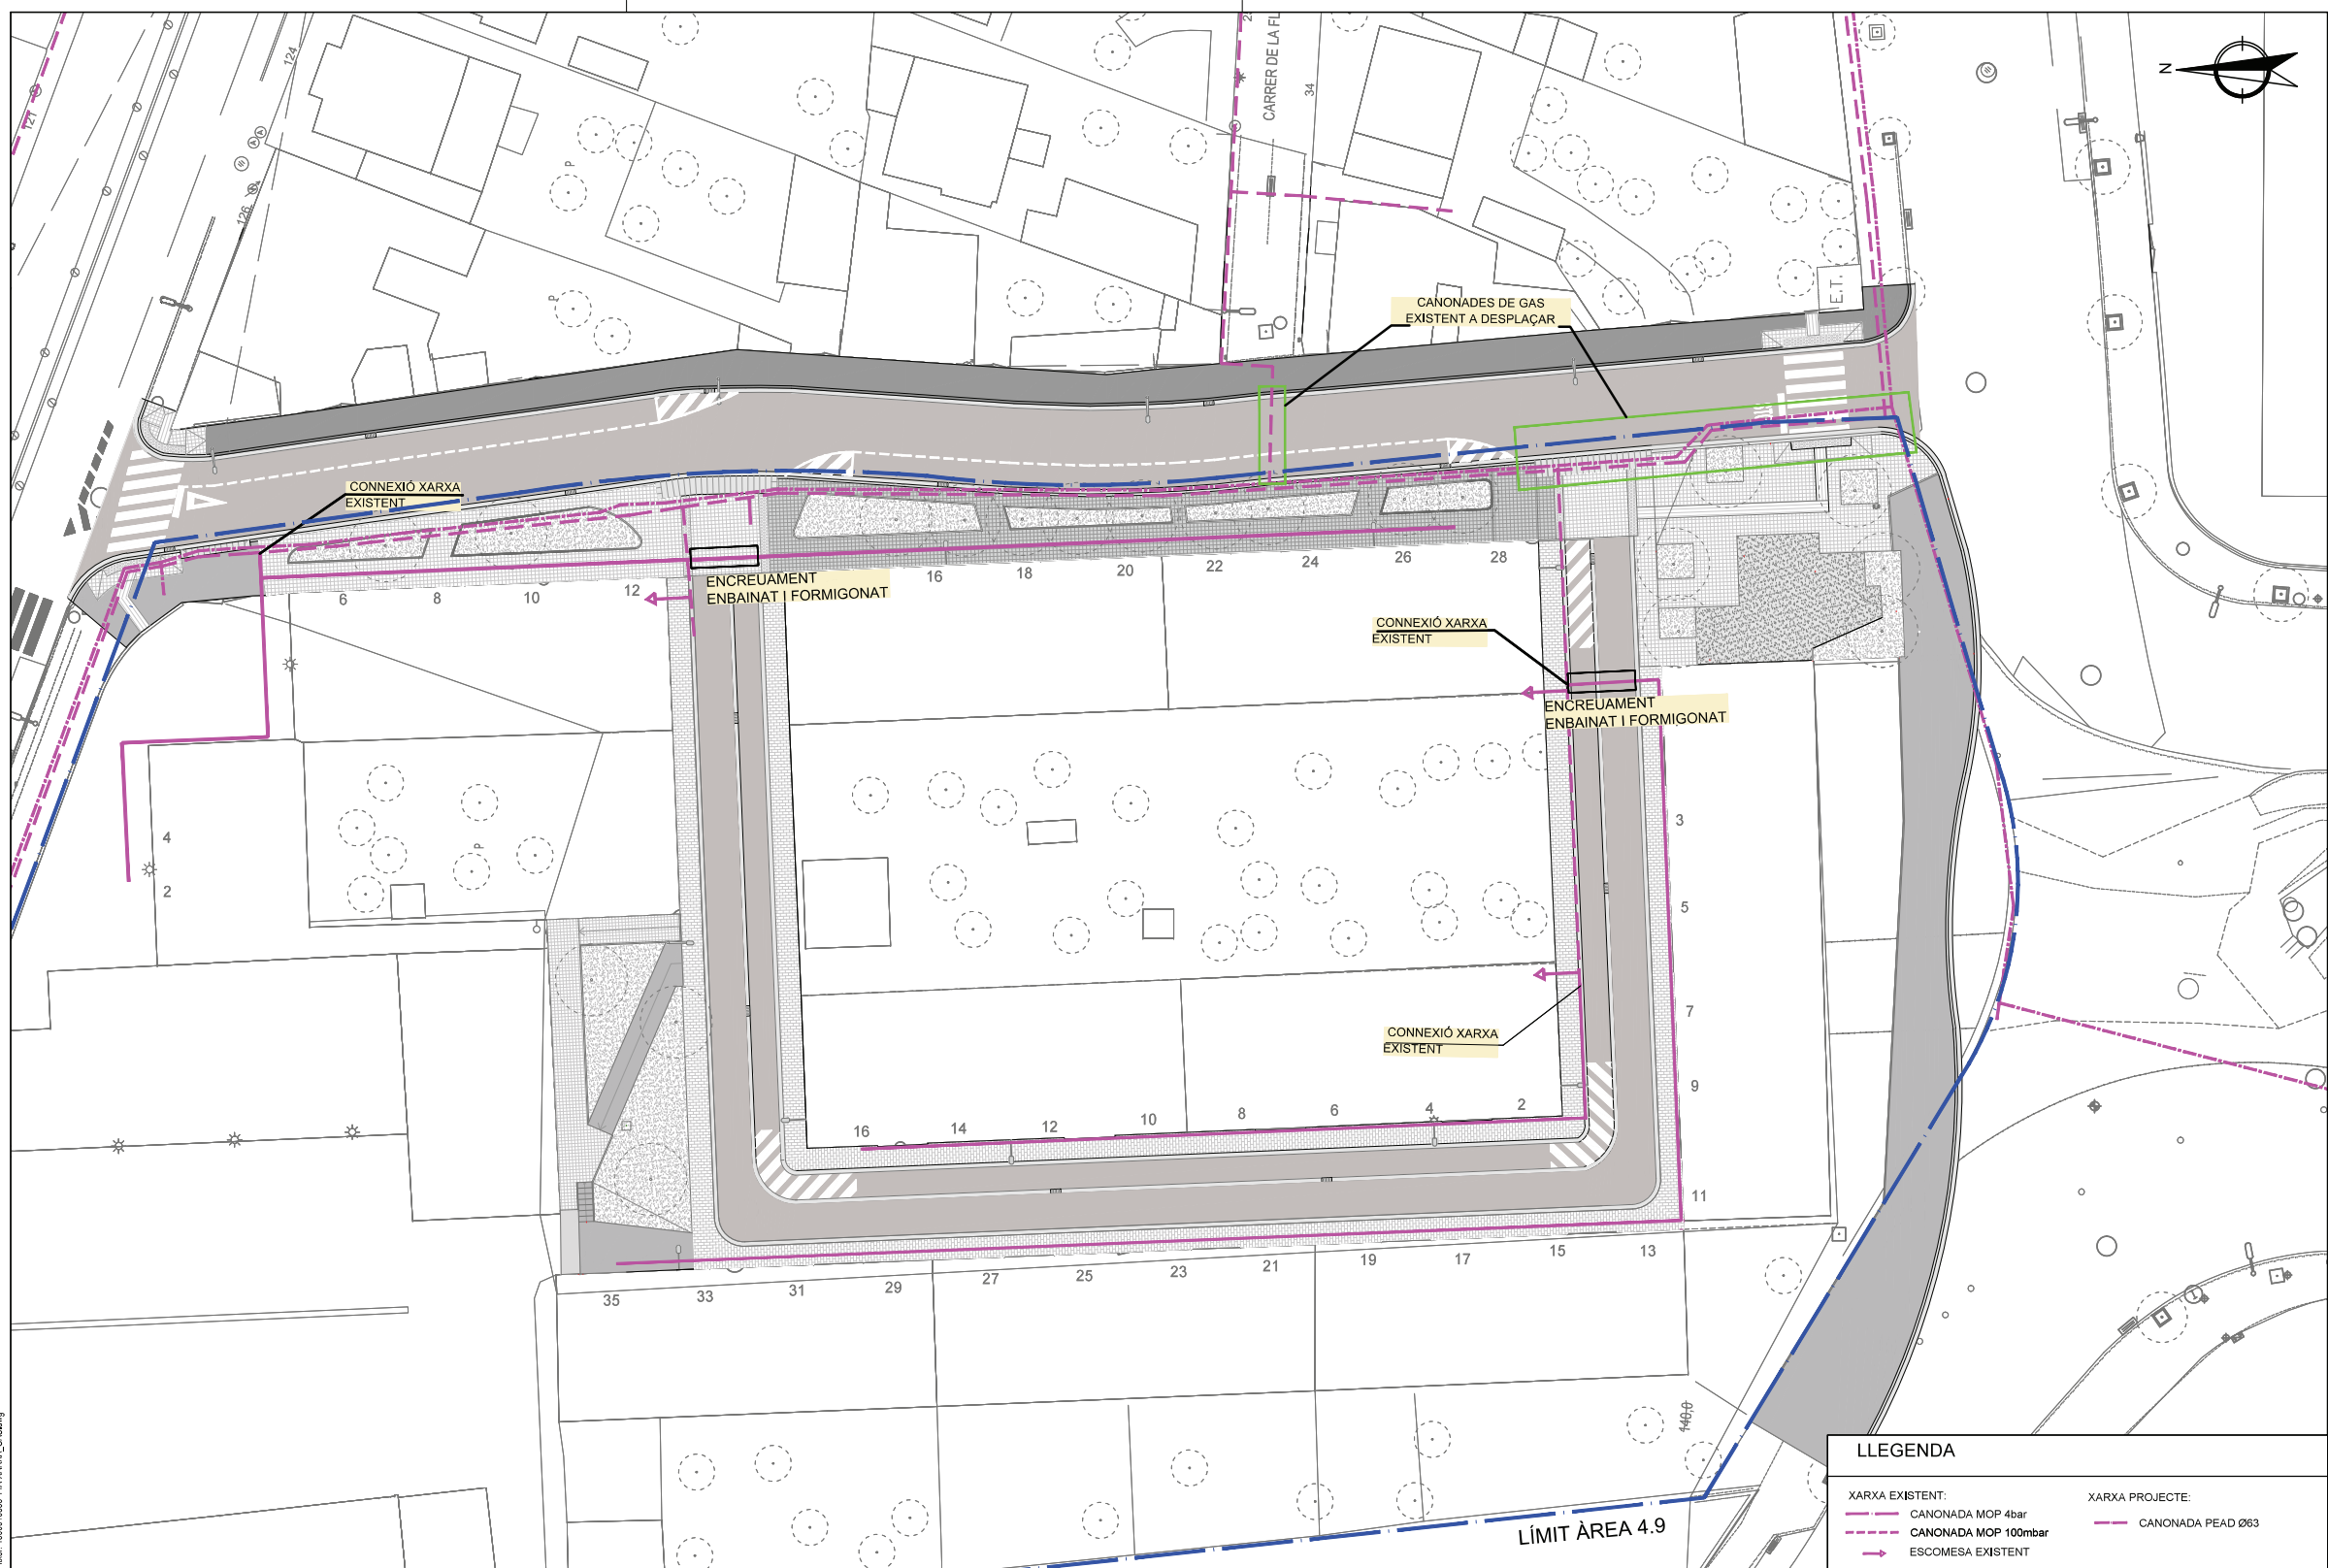 124
121
126
P
P
CARRER DE LA FL
34
N
E.T.
CANONADES DE GAS
EXISTENT A DESPLAÇAR
CONNEXIÓ XARXA
EXISTENT
6
8
10
12
16
18
20
22
24
26
28
ENCREUAMENT
ENBAINAT I FORMIGONAT
CONNEXIÓ XARXA
EXISTENT
ENCREUAMENT
ENBAINAT I FORMIGONAT
4
2
P
3
5
7
9
11
CONNEXIÓ XARXA
EXISTENT
16
14
12
10
8
6
4
2
35
33
31
29
27
25
23
21
19
17
15
13
140,0
LÍMIT ÀREA 4.9
LLEGENDA
XARXA EXISTENT:
CANONADA MOP 4bar
CANONADA MOP 100mbar
ESCOMESA EXISTENT
XARXA PROJECTE:
CANONADA PEAD Ø63